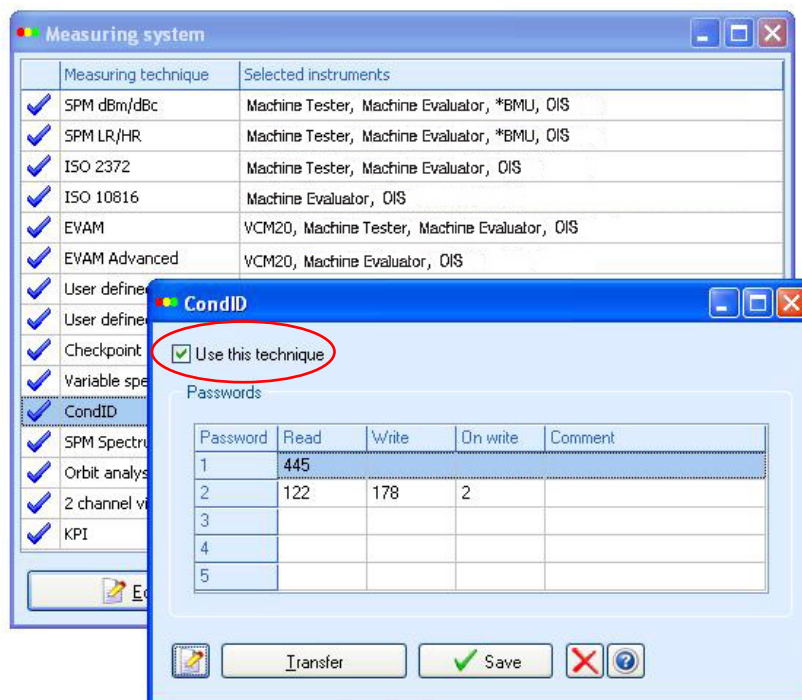 Measuring system
Measuring technique Selected instruments
SPM dBm/dBc Machine Tester, Machine Evaluator, *BMU, OIS
SPM LR/HR Machine Tester, Machine Evaluator, *BMU, OIS
ISO 2372 Machine Tester, Machine Evaluator, OIS
ISO 10816 Machine Evaluator, OIS
EVAM VCM20, Machine Tester, Machine Evaluator, OIS
EVAM Advanced VCM20, Machine Evaluator, OIS
User define
User define
Checkpoint
Variable spe
CondID
SPM Spectru
Orbit analys
2 channel vi
KPI
CondID
Use this technique
Passwords
Password Read Write On write Comment
1 445
2 122 178 2
3
4
5
Transfer Save